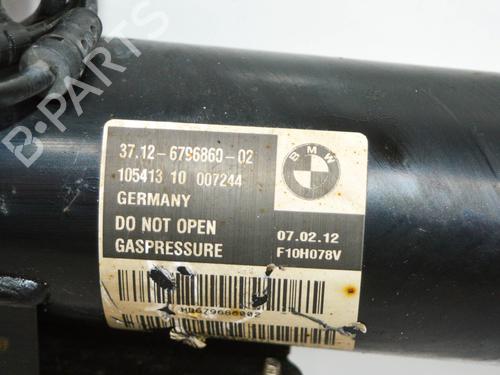 37.12-6796860-02
105413 10 007244
GERMANY
DO NOT OPEN
GASPRESSURE
BMW
07.02.12
F10H078V
B-PARTS